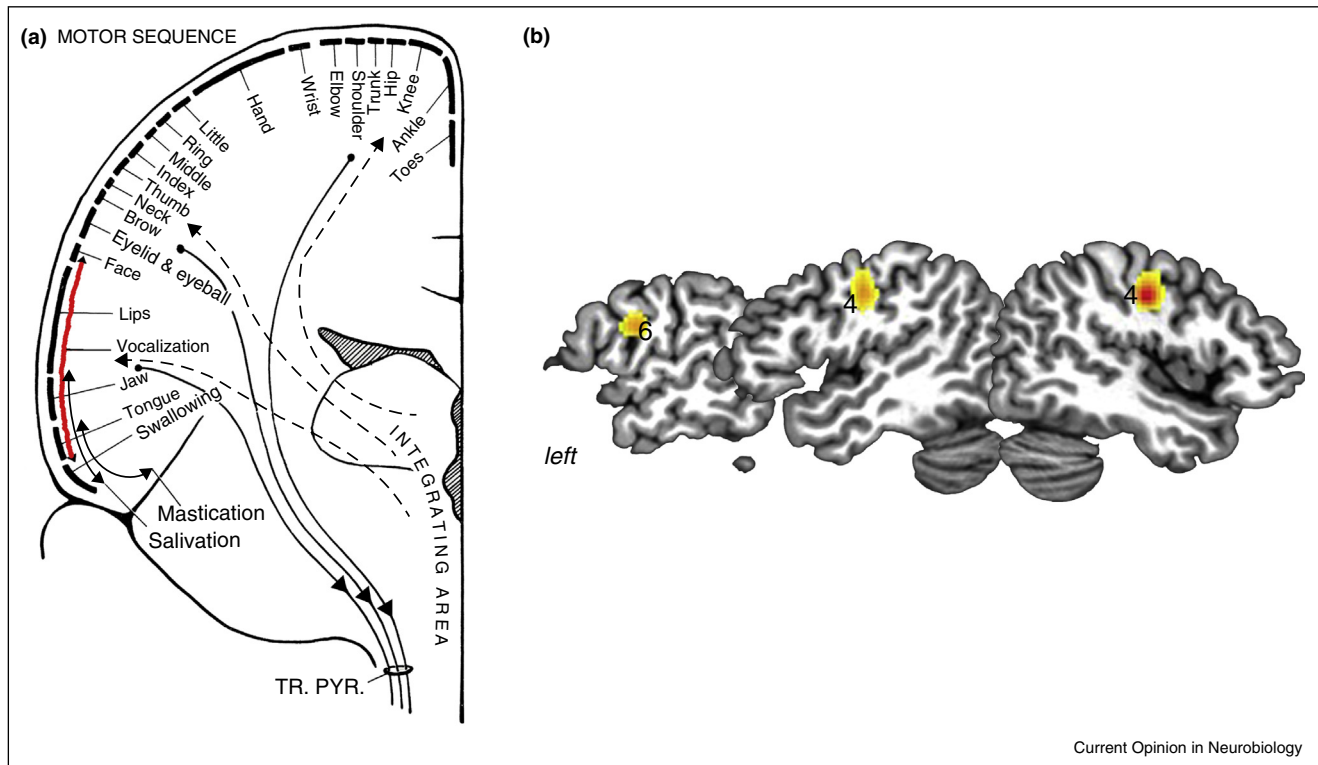 (a) MOTOR SEQUENCE
Toes
Ankle
Knee
Hip
Trunk
Shoulder
Elbow
Wrist
Hand
Little
Ring
Middle
Index
Thumb
Neck
Brow
Eyelid & eyeball
Face
Lips
Vocalization
Jaw
Tongue
Swallowing
Mastication
Salivation
INTEGRATING AREA
TR. PYR.
(b)
6
4
4
left
Current Opinion in Neurobiology